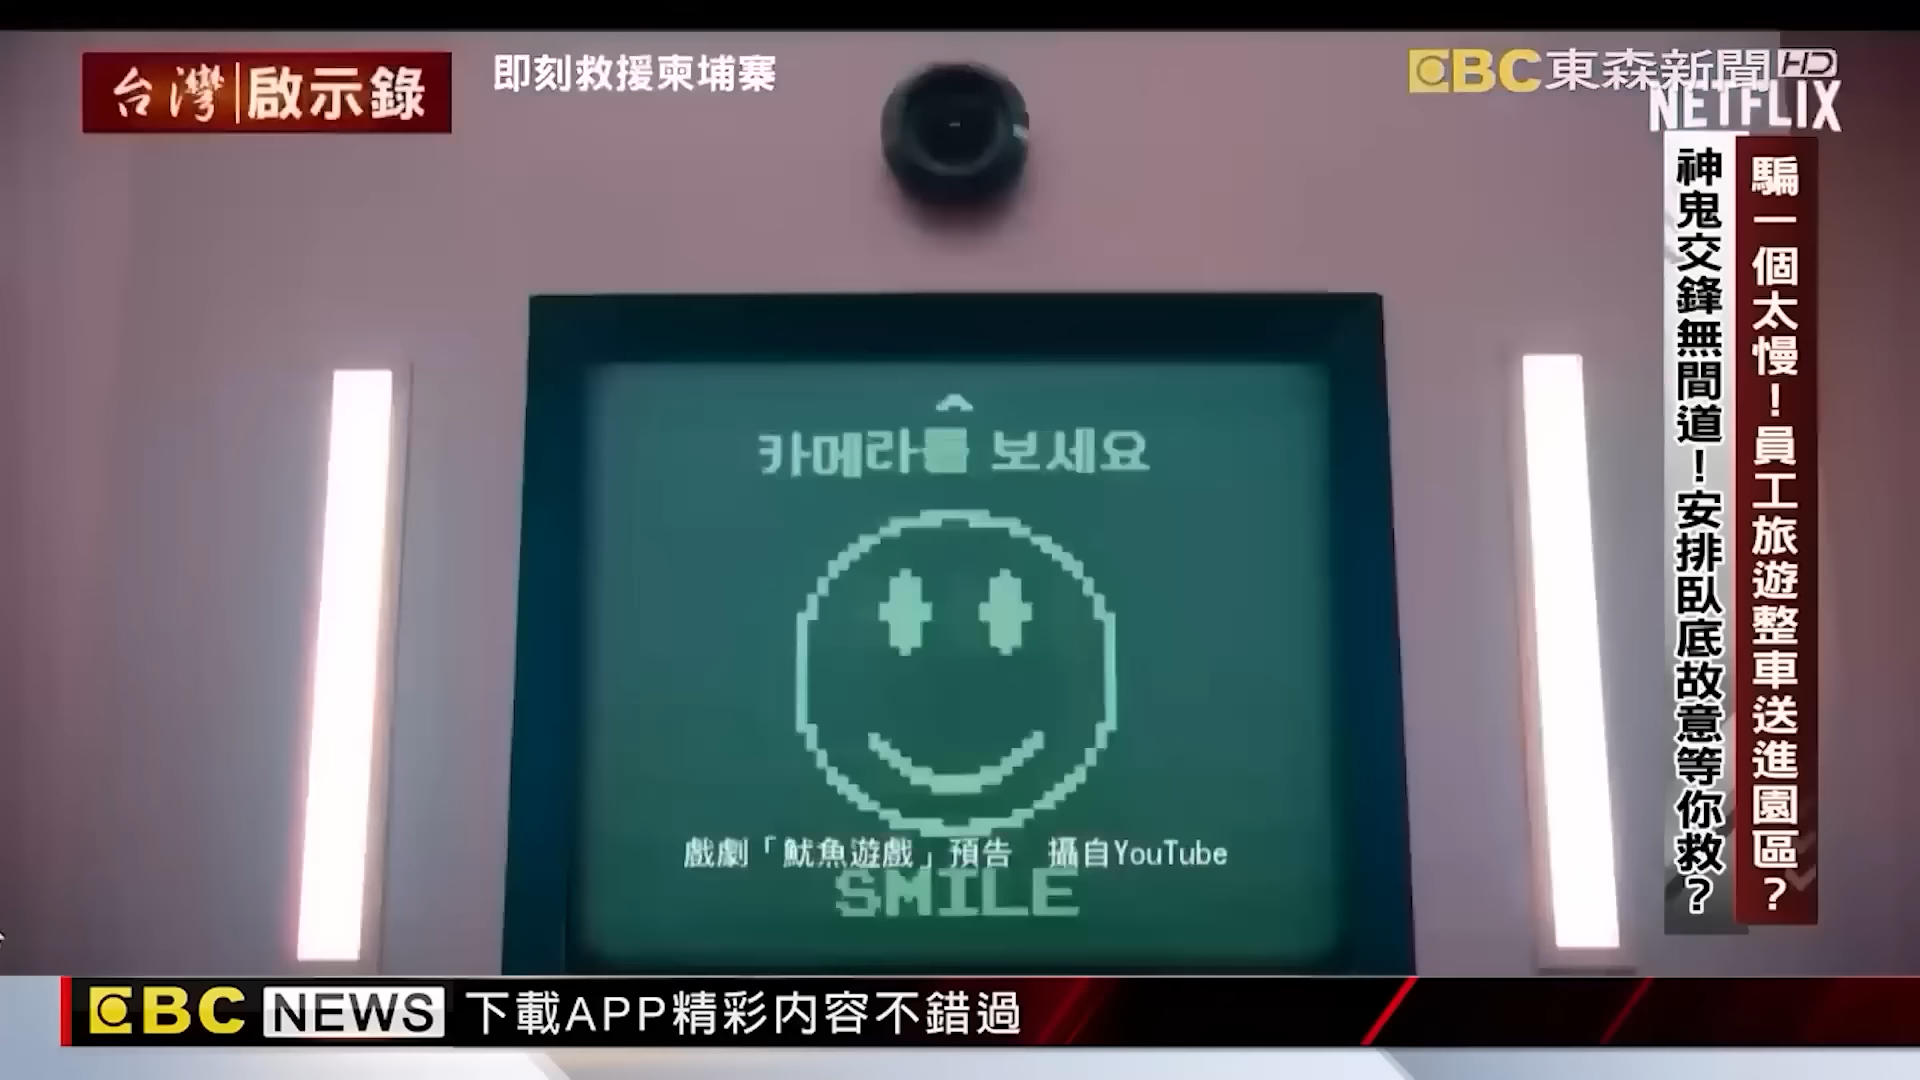 台灣|啟示錄
即刻救援柬埔寨
EBC東森新聞HD
NETFLIX
騙一個太慢！員工旅遊整車送進園區？
神鬼交鋒無間道！安排臥底故意等你救？
카메라를 보세요
戲劇「魷魚遊戲」預告 攝自YouTube
SMILE
EBC NEWS 下載APP精彩內容不錯過